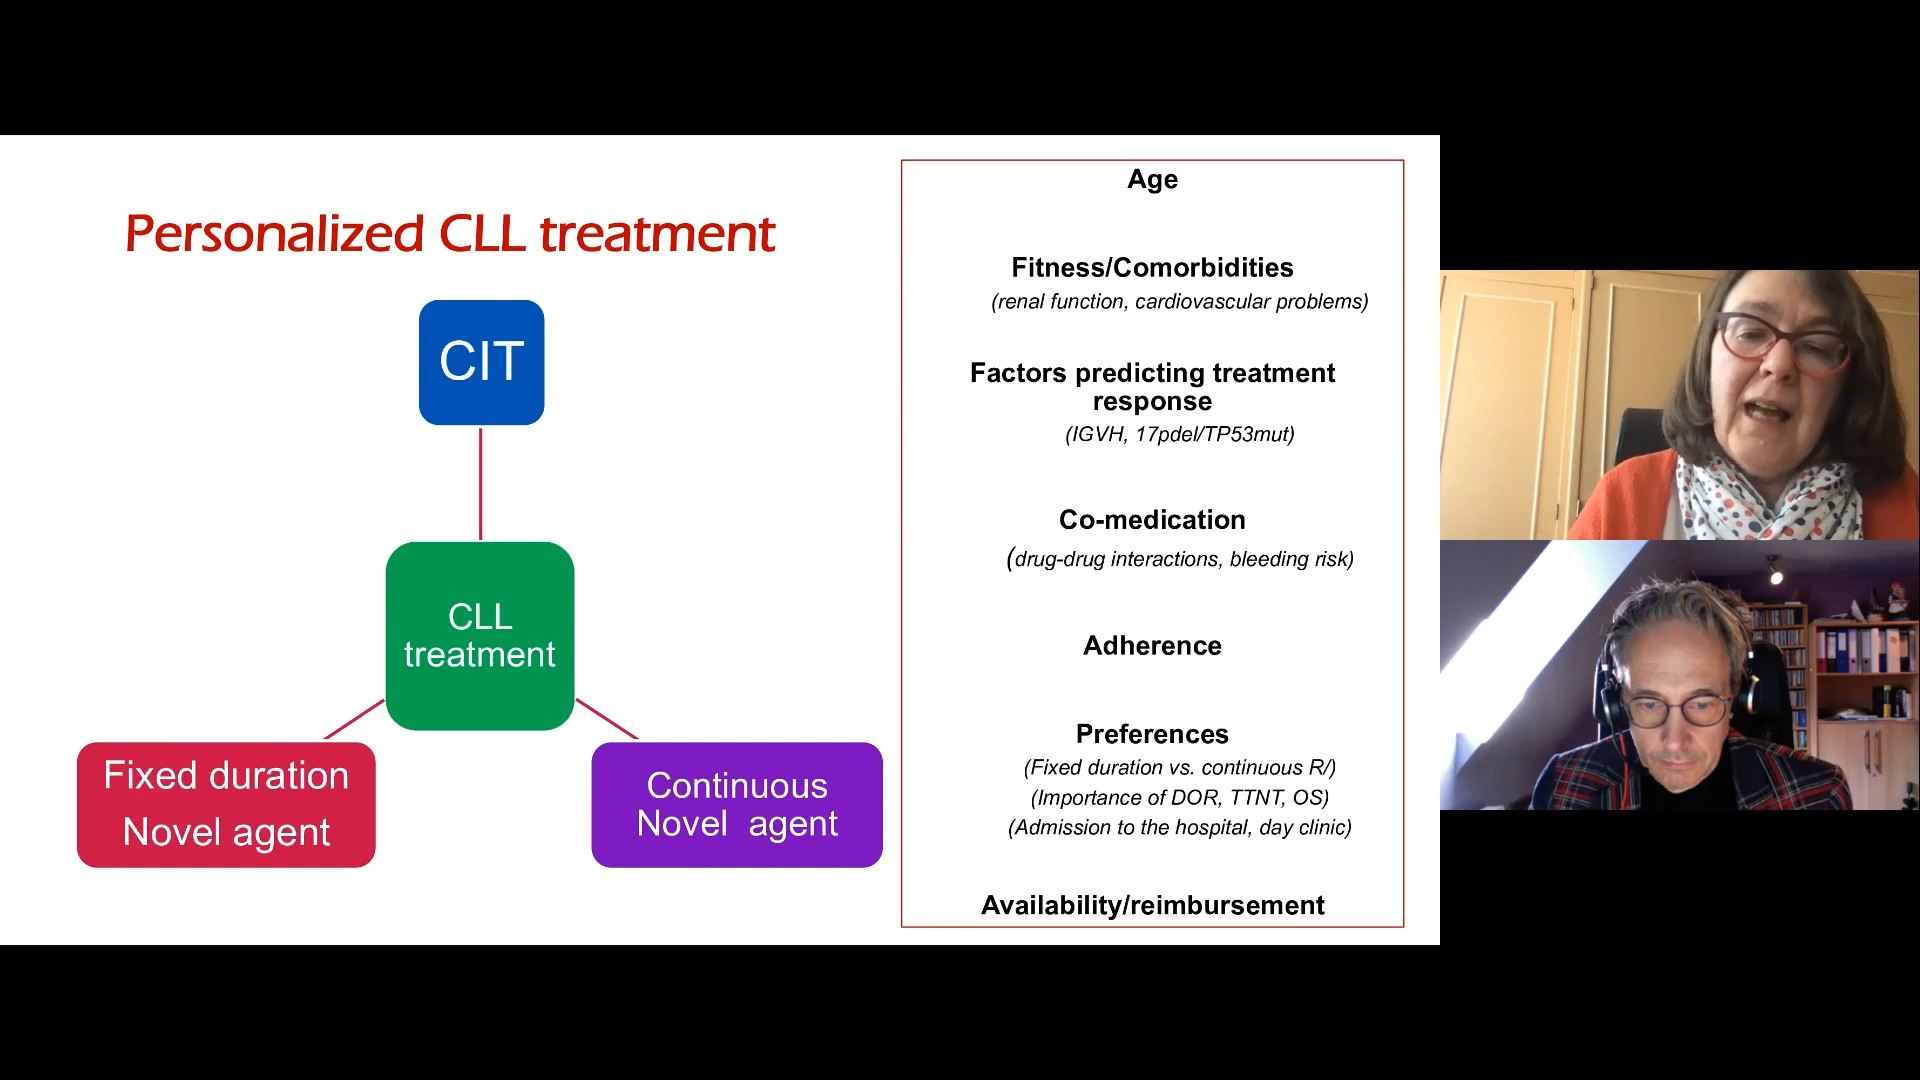 Personalized CLL treatment
CIT
CLL
treatment
Fixed duration
Novel agent
Continuous
Novel  agent
Age
Fitness/Comorbidities
(renal function, cardiovascular problems)
Factors predicting treatment
response
(IGVH, 17pdel/TP53mut)
Co-medication
(drug-drug interactions, bleeding risk)
Adherence
Preferences
(Fixed duration vs. continuous R/)
(Importance of DOR, TTNT, OS)
(Admission to the hospital, day clinic)
Availability/reimbursement